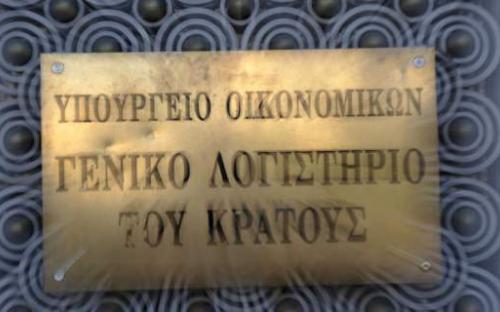 ΥΠΟΥΡΓΕΙΟ ΟΙΚΟΝΟΜΙΚΩΝ
ΓΕΝΙΚΟ ΛΟΓΙΣΤΗΡΙΟ
ΤΟΥ ΚΡΑΤΟΥΣ